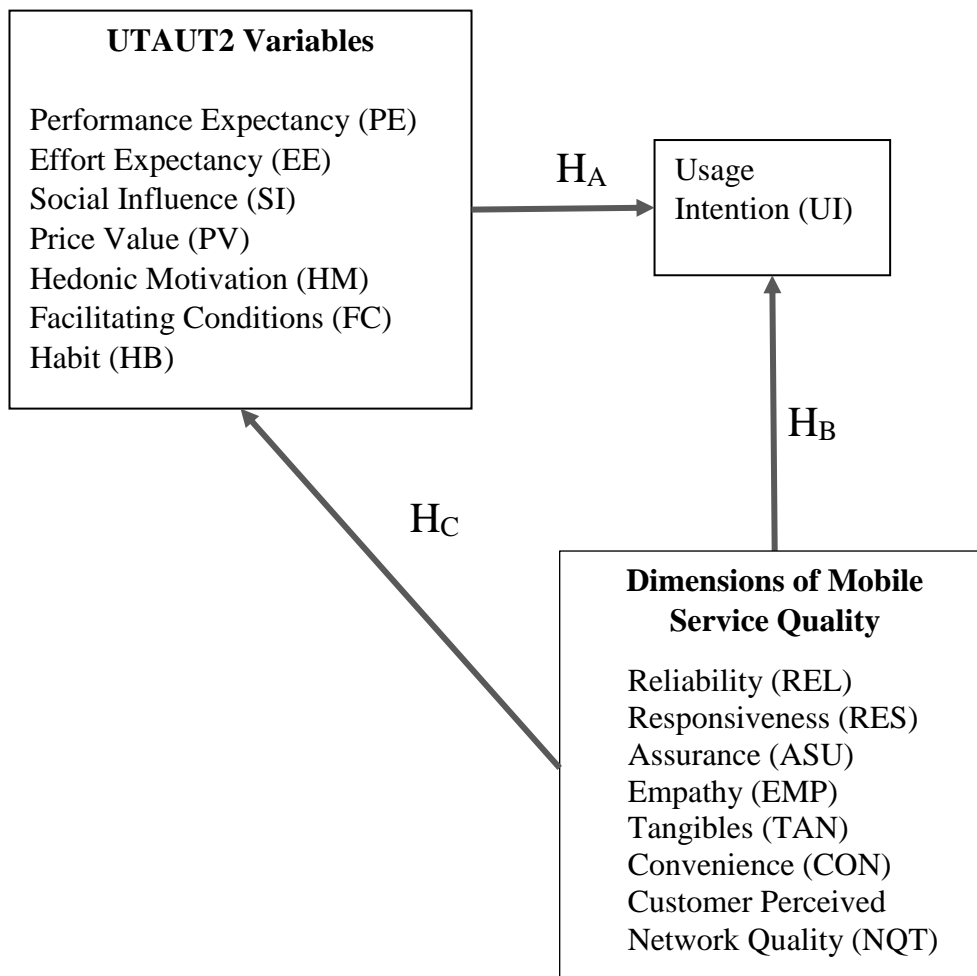 UTAUT2 Variables
Performance Expectancy (PE)
Effort Expectancy (EE)
Social Influence (SI)
Price Value (PV)
Hedonic Motivation (HM)
Facilitating Conditions (FC)
Habit (HB)
HA
Usage
Intention (UI)
HB
HC
Dimensions of Mobile
Service Quality
Reliability (REL)
Responsiveness (RES)
Assurance (ASU)
Empathy (EMP)
Tangibles (TAN)
Convenience (CON)
Customer Perceived
Network Quality (NQT)